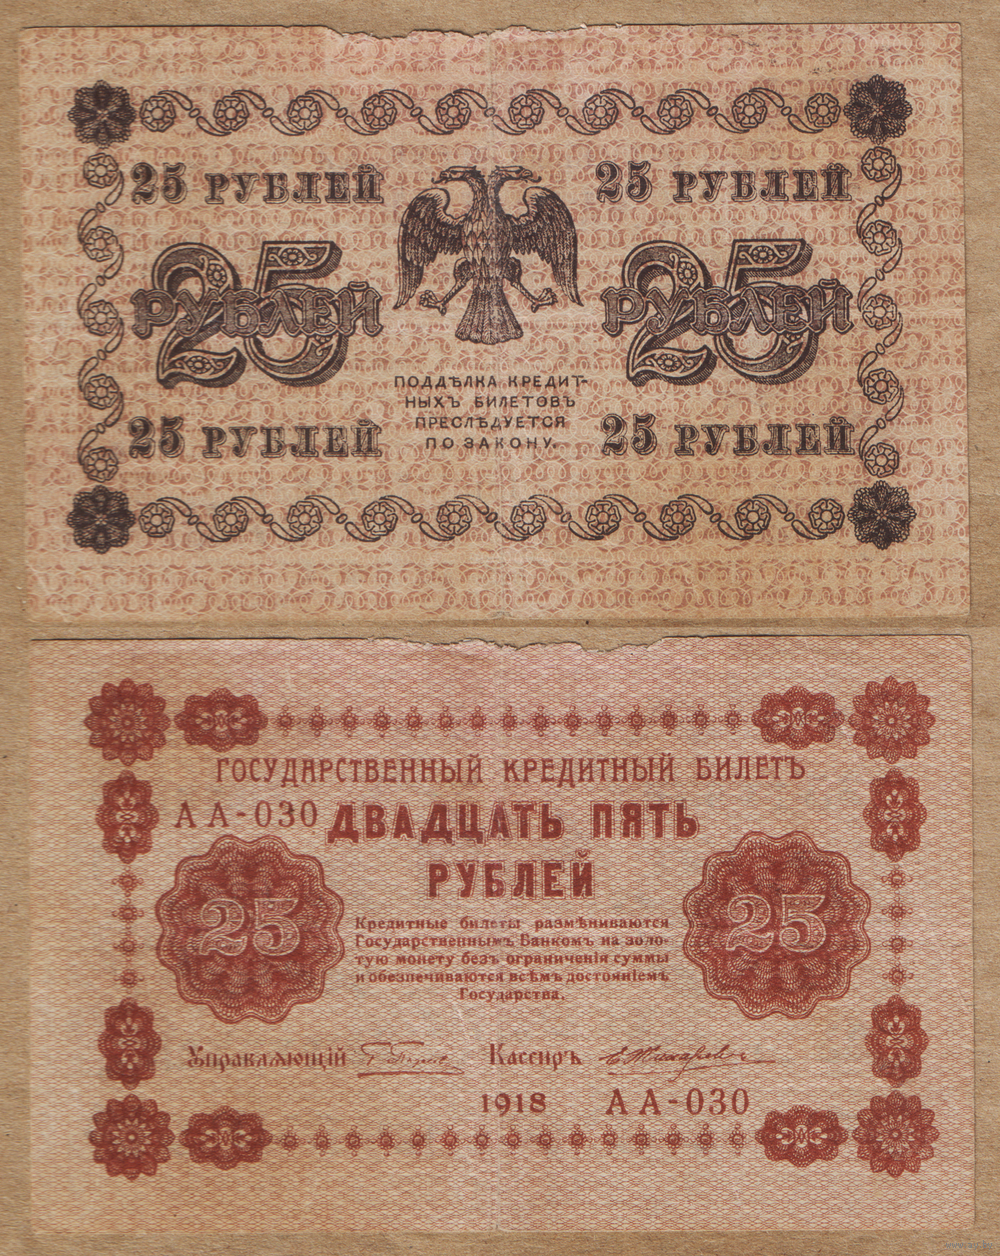 25 РУБЛЕЙ 25 РУБЛЕЙ
25 РУБЛЕЙ 25 РУБЛЕЙ
ПОДДѢЛКА КРЕДИТ-
НЫХЪ БИЛЕТОВЪ
ПРЕСЛѢДУЕТСЯ
ПО ЗАКОНУ.
25 РУБЛЕЙ 25 РУБЛЕЙ
ГОСУДАРСТВЕННЫЙ КРЕДИТНЫЙ БИЛЕТЪ
АА-030 ДВАДЦАТЬ ПЯТЬ
РУБЛЕЙ
25 25
Кредитные билеты размѣниваются
Государственнымъ Банкомъ на золо-
тую монету безъ ограниченія суммы
и обезпечиваются всѣмъ достояніемъ
Государства.
Управляющій Кассиръ
1918 АА-030